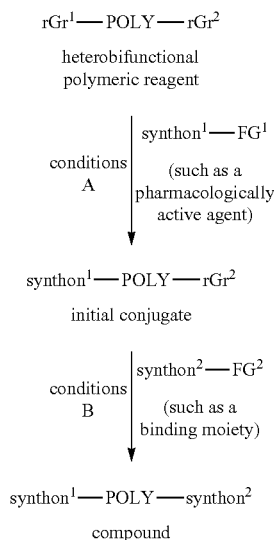 rGr¹—POLY—rGr²
heterobifunctional
polymeric reagent
synthon¹—FG¹
conditions
A
(such as a
pharmacologically
active agent)
synthon¹—POLY—rGr²
initial conjugate
synthon²—FG²
conditions
B
(such as a
binding moiety)
synthon¹—POLY—synthon²
compound